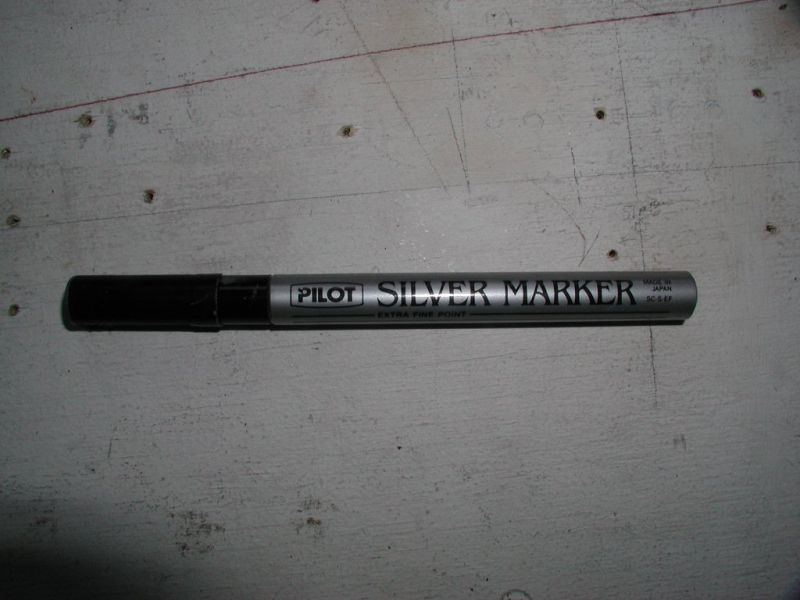 PILOT SILVER MARKER
EXTRA FINE POINT
MADE IN
JAPAN
SC-S-EF